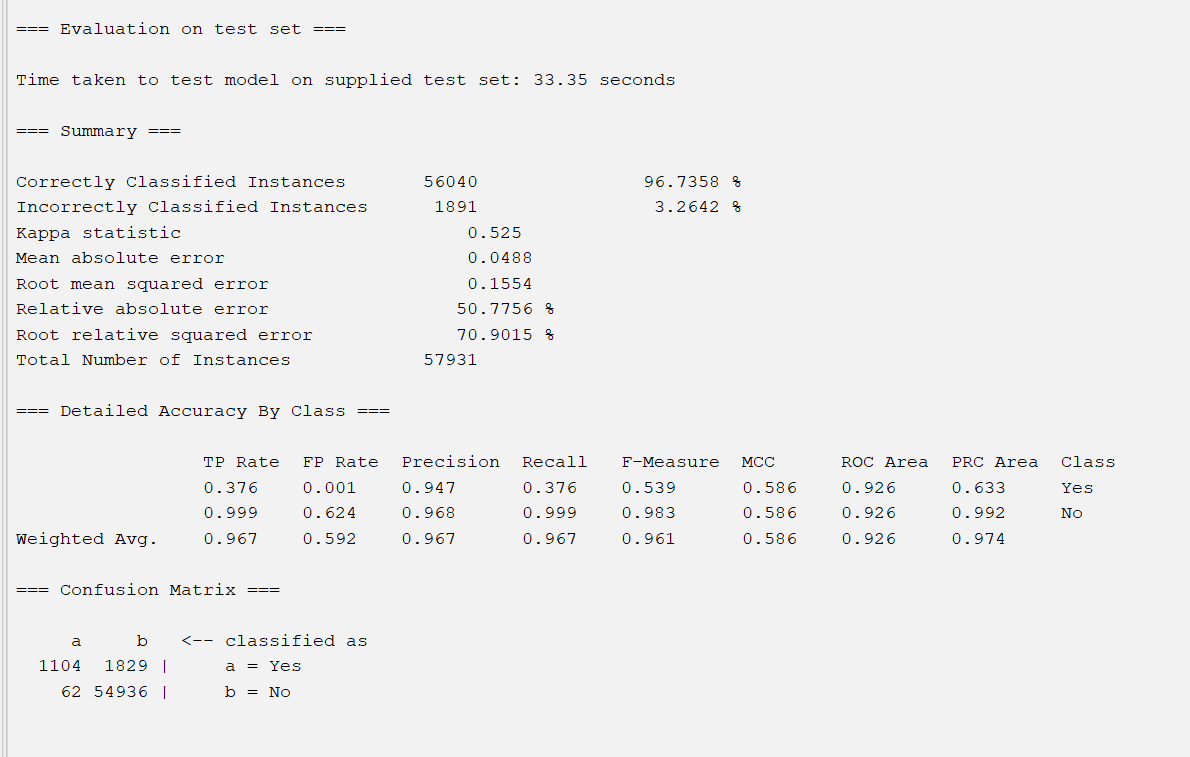 === Evaluation on test set ===
Time taken to test model on supplied test set: 33.35 seconds
=== Summary ===
Correctly Classified Instances       56040               96.7358 %
Incorrectly Classified Instances      1891                3.2642 %
Kappa statistic                          0.525
Mean absolute error                      0.0488
Root mean squared error                  0.1554
Relative absolute error                 50.7756 %
Root relative squared error             70.9015 %
Total Number of Instances            57931
=== Detailed Accuracy By Class ===
                 TP Rate  FP Rate  Precision  Recall   F-Measure  MCC      ROC Area  PRC Area  Class
                 0.376    0.001    0.947      0.376    0.539      0.586    0.926     0.633     Yes
                 0.999    0.624    0.968      0.999    0.983      0.586    0.926     0.992     No
Weighted Avg.    0.967    0.592    0.967      0.967    0.961      0.586    0.926     0.974
=== Confusion Matrix ===
     a     b   <-- classified as
  1104  1829 |     a = Yes
    62 54936 |     b = No